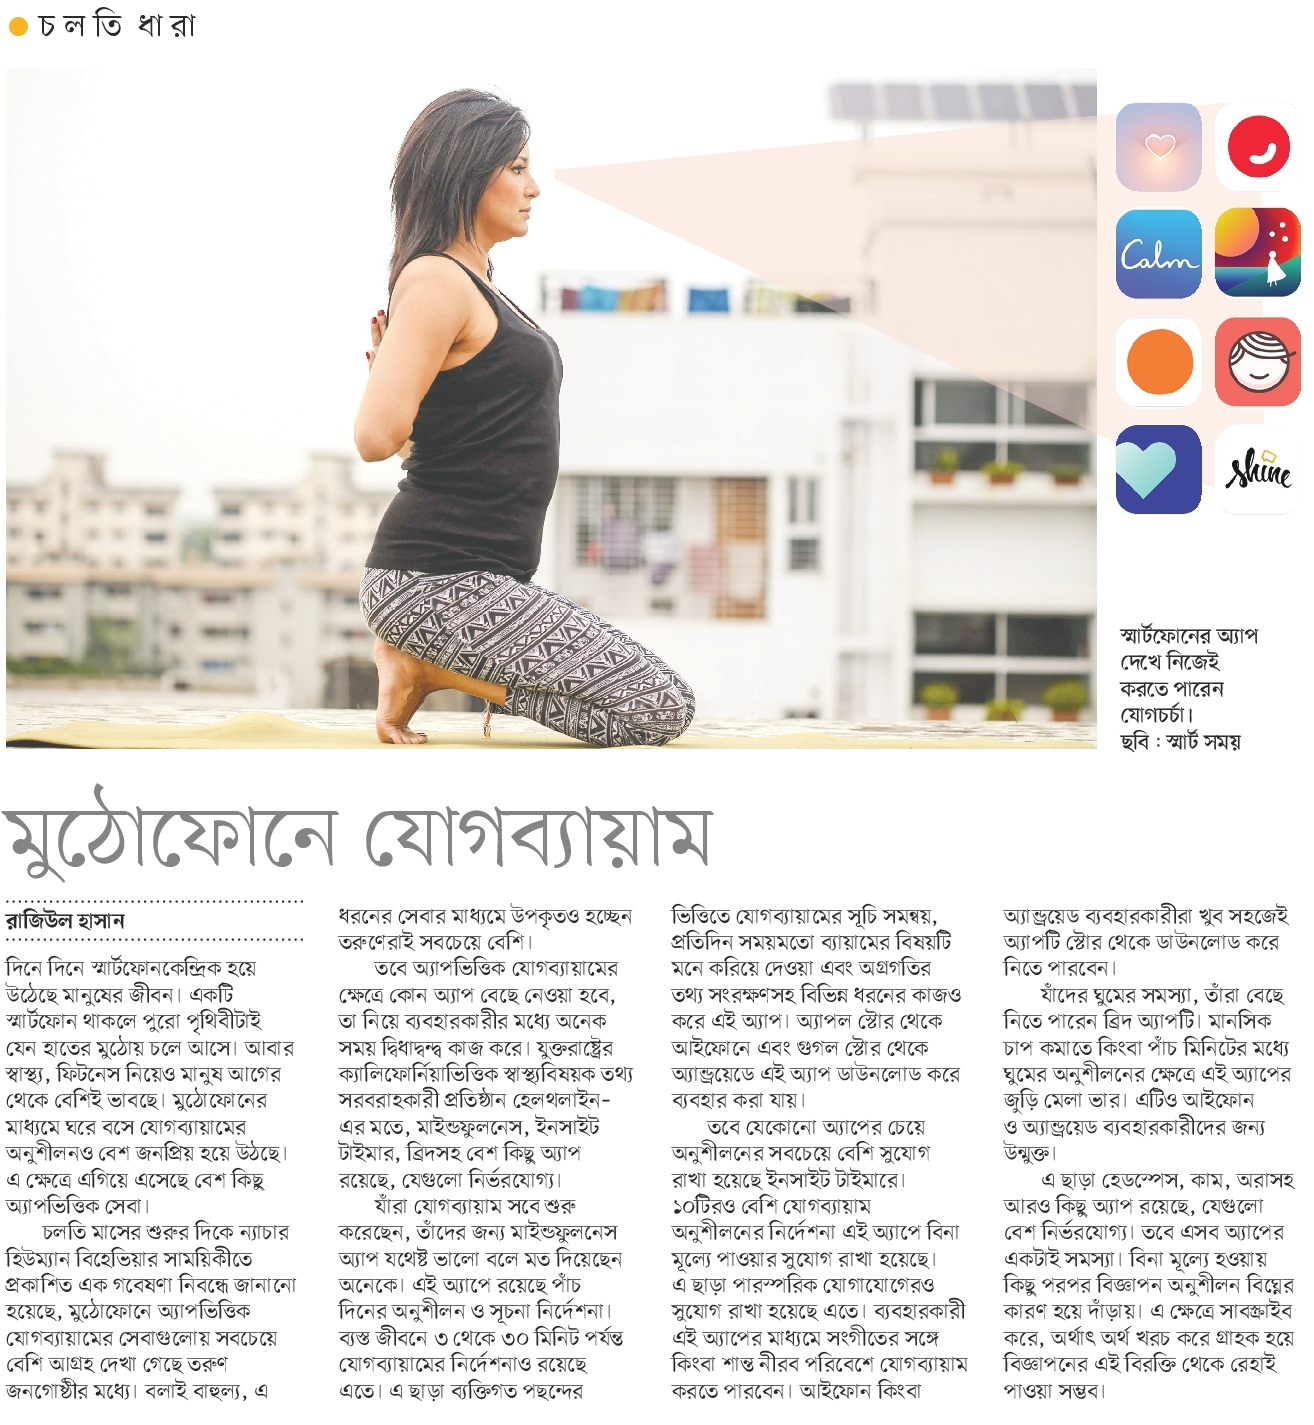 চলতি ধারা
Calm
shine
স্মার্টফোনের অ্যাপ
দেখে নিজেই
করতে পারেন
যোগচর্চা।
ছবি : স্মার্ট সময়
মুঠোফোনে যোগব্যায়াম
রাজিউল হাসান
দিনে দিনে স্মার্টফোনকেন্দ্রিক হয়ে
উঠেছে মানুষের জীবন। একটি
স্মার্টফোন থাকলে পুরো পৃথিবীটাই
যেন হাতের মুঠোয় চলে আসে। আবার
স্বাস্থ্য, ফিটনেস নিয়েও মানুষ আগের
থেকে বেশিই ভাবছে। মুঠোফোনের
মাধ্যমে ঘরে বসে যোগব্যায়ামের
অনুশীলনও বেশ জনপ্রিয় হয়ে উঠছে।
এ ক্ষেত্রে এগিয়ে এসেছে বেশ কিছু
অ্যাপভিত্তিক সেবা।
চলতি মাসের শুরুর দিকে ন্যাচার
হিউম্যান বিহেভিয়ার সাময়িকীতে
প্রকাশিত এক গবেষণা নিবন্ধে জানানো
হয়েছে, মুঠোফোনে অ্যাপভিত্তিক
যোগব্যায়ামের সেবাগুলোয় সবচেয়ে
বেশি আগ্রহ দেখা গেছে তরুণ
জনগোষ্ঠীর মধ্যে। বলাই বাহুল্য, এ
ধরনের সেবার মাধ্যমে উপকৃতও হচ্ছেন
তরুণেরাই সবচেয়ে বেশি।
তবে অ্যাপভিত্তিক যোগব্যায়ামের
ক্ষেত্রে কোন অ্যাপ বেছে নেওয়া হবে,
তা নিয়ে ব্যবহারকারীর মধ্যে অনেক
সময় দ্বিধাদ্বন্দ্ব কাজ করে। যুক্তরাষ্ট্রের
ক্যালিফোর্নিয়াভিত্তিক স্বাস্থ্যবিষয়ক তথ্য
সরবরাহকারী প্রতিষ্ঠান হেলথলাইন-
এর মতে, মাইন্ডফুলনেস, ইনসাইট
টাইমার, ব্রিদসহ বেশ কিছু অ্যাপ
রয়েছে, যেগুলো নির্ভরযোগ্য।
যাঁরা যোগব্যায়াম সবে শুরু
করেছেন, তাঁদের জন্য মাইন্ডফুলনেস
অ্যাপ যথেষ্ট ভালো বলে মত দিয়েছেন
অনেকে। এই অ্যাপে রয়েছে পাঁচ
দিনের অনুশীলন ও সূচনা নির্দেশনা।
ব্যস্ত জীবনে ৩ থেকে ৩০ মিনিট পর্যন্ত
যোগব্যায়ামের নির্দেশনাও রয়েছে
এতে। এ ছাড়া ব্যক্তিগত পছন্দের
ভিত্তিতে যোগব্যায়ামের সূচি সমন্বয়,
প্রতিদিন সময়মতো ব্যায়ামের বিষয়টি
মনে করিয়ে দেওয়া এবং অগ্রগতির
তথ্য সংরক্ষণসহ বিভিন্ন ধরনের কাজও
করে এই অ্যাপ। অ্যাপল স্টোর থেকে
আইফোনে এবং গুগল স্টোর থেকে
অ্যান্ড্রয়েডে এই অ্যাপ ডাউনলোড করে
ব্যবহার করা যায়।
তবে যেকোনো অ্যাপের চেয়ে
অনুশীলনের সবচেয়ে বেশি সুযোগ
রাখা হয়েছে ইনসাইট টাইমারে।
১০টিরও বেশি যোগব্যায়াম
অনুশীলনের নির্দেশনা এই অ্যাপে বিনা
মূল্যে পাওয়ার সুযোগ রাখা হয়েছে।
এ ছাড়া পারস্পরিক যোগাযোগেরও
সুযোগ রাখা হয়েছে এতে। ব্যবহারকারী
এই অ্যাপের মাধ্যমে সংগীতের সঙ্গে
কিংবা শান্ত নীরব পরিবেশে যোগব্যায়াম
করতে পারবেন। আইফোন কিংবা
অ্যান্ড্রয়েড ব্যবহারকারীরা খুব সহজেই
অ্যাপটি স্টোর থেকে ডাউনলোড করে
নিতে পারবেন।
যাঁদের ঘুমের সমস্যা, তাঁরা বেছে
নিতে পারেন ব্রিদ অ্যাপটি। মানসিক
চাপ কমাতে কিংবা পাঁচ মিনিটের মধ্যে
ঘুমের অনুশীলনের ক্ষেত্রে এই অ্যাপের
জুড়ি মেলা ভার। এটিও আইফোন
ও অ্যান্ড্রয়েড ব্যবহারকারীদের জন্য
উন্মুক্ত।
এ ছাড়া হেডস্পেস, কাম, অরাসহ
আরও কিছু অ্যাপ রয়েছে, যেগুলো
বেশ নির্ভরযোগ্য। তবে এসব অ্যাপের
একটাই সমস্যা। বিনা মূল্যে হওয়ায়
কিছু পরপর বিজ্ঞাপন অনুশীলন বিঘ্নের
কারণ হয়ে দাঁড়ায়। এ ক্ষেত্রে সাবস্ক্রাইব
করে, অর্থাৎ অর্থ খরচ করে গ্রাহক হয়ে
বিজ্ঞাপনের এই বিরক্তি থেকে রেহাই
পাওয়া সম্ভব।